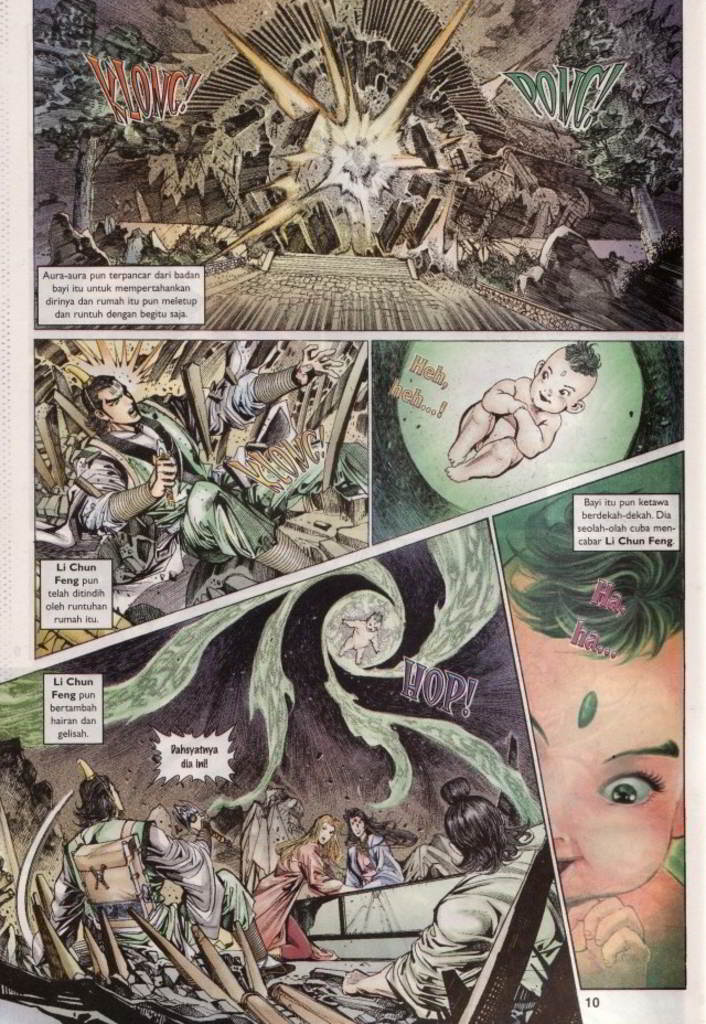 KLONG!
PONG!
Aura-aura pun terpancar dari badan
bayi itu untuk mempertahankan
dirinya dan rumah itu pun meletup
dan runtuh dengan begitu saja.
Heh,
heh...!
Li Chun
Feng pun
telah ditindih
oleh runtuhan
rumah itu.
Bayi itu pun ketawa
berdekah-dekah. Dia
seolah-olah cuba men-
cabar Li Chun Feng.
Ha,
ha...
Li Chun
Feng pun
bertambah
hairan dan
gelisah.
HOP!
Dahsyatnya
dia ini!
10